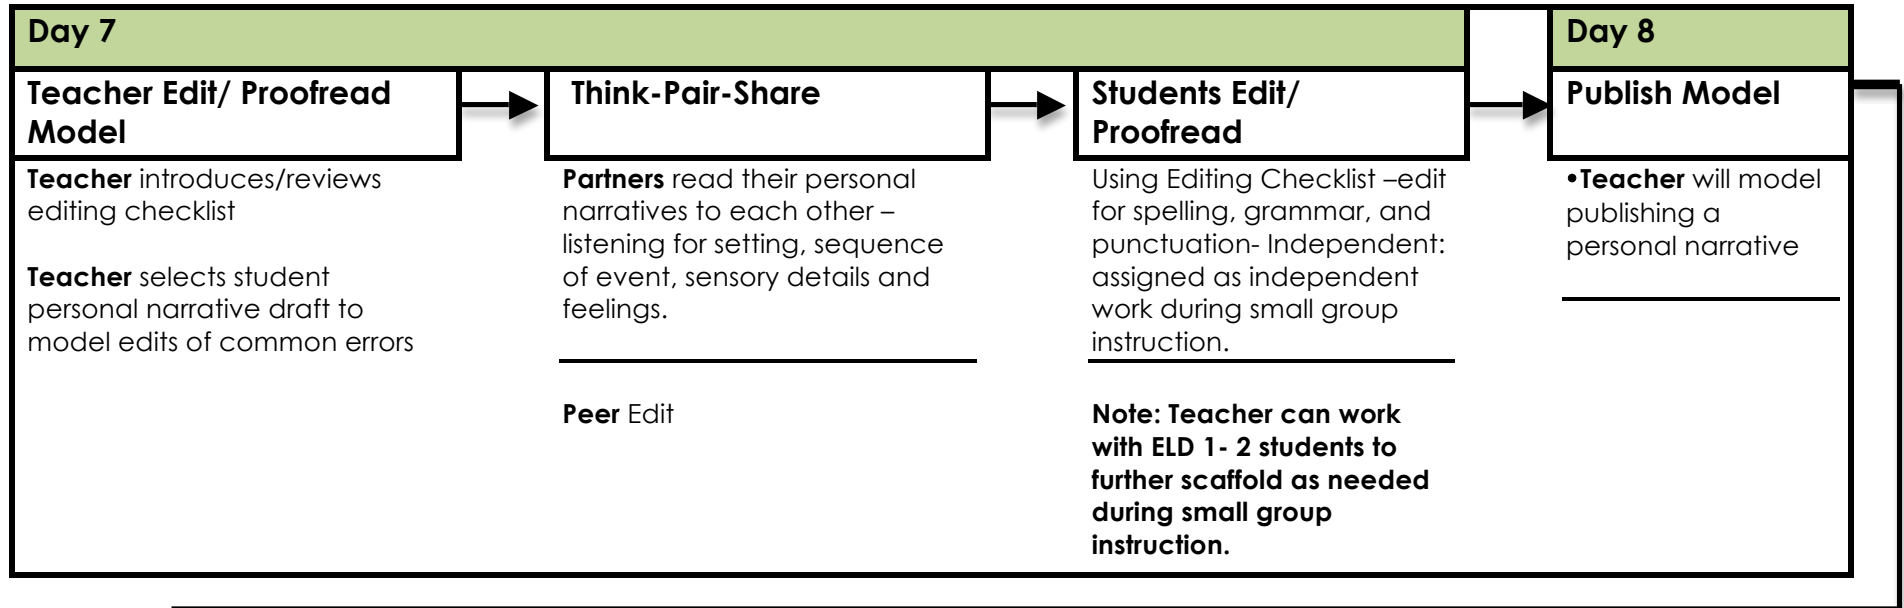 Day 7
Day 8
Teacher Edit/ Proofread
Model
Think-Pair-Share
Students Edit/
Proofread
Publish Model
Teacher introduces/reviews
editing checklist
Teacher selects student
personal narrative draft to
model edits of common errors
Partners read their personal
narratives to each other –
listening for setting, sequence
of event, sensory details and
feelings.
Peer Edit
Using Editing Checklist –edit
for spelling, grammar, and
punctuation- Independent:
assigned as independent
work during small group
instruction.
Note: Teacher can work
with ELD 1- 2 students to
further scaffold as needed
during small group
instruction.
•Teacher will model
publishing a
personal narrative